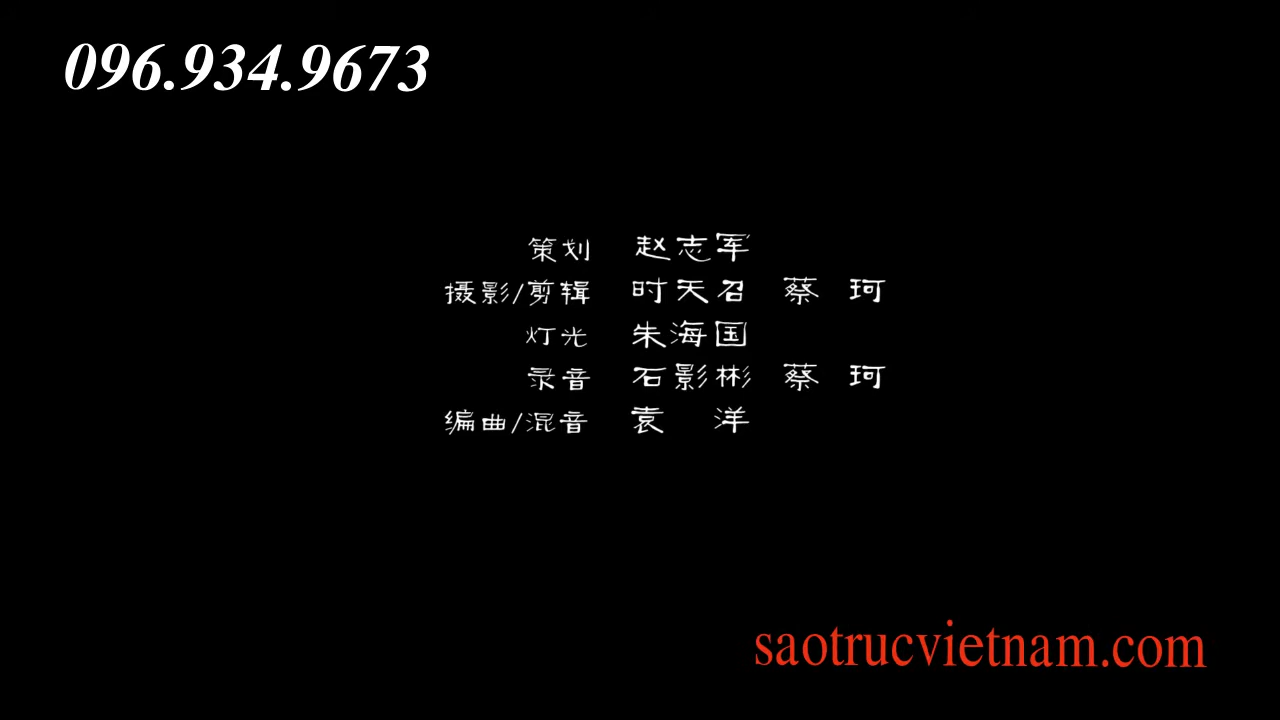 096.934.9673
策划 赵志军
摄影/剪辑 时天召 蔡 珂
灯光 朱海国
录音 石影彬 蔡 珂
编曲/混音 袁 洋
saotrucvietnam.com